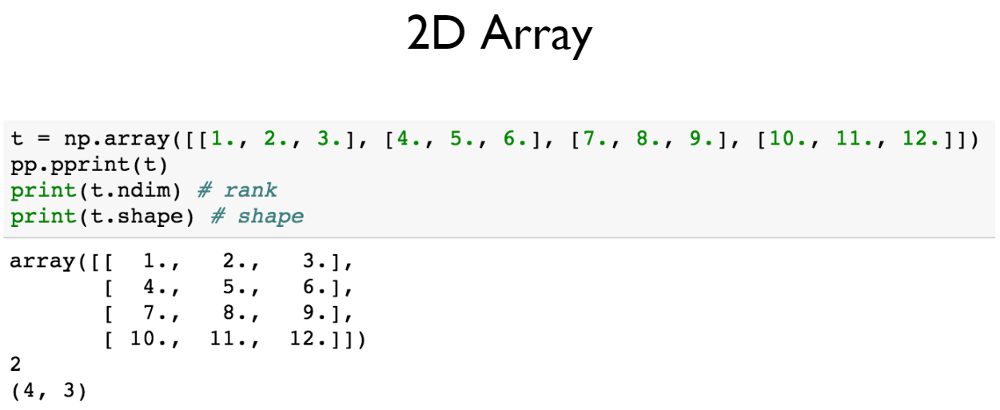 2D Array
t = np.array([[1., 2., 3.], [4., 5., 6.], [7., 8., 9.], [10., 11., 12.]])
pp.pprint(t)
print(t.ndim) # rank
print(t.shape) # shape
array([[  1.,   2.,   3.],
       [  4.,   5.,   6.],
       [  7.,   8.,   9.],
       [ 10.,  11.,  12.]])
2
(4, 3)